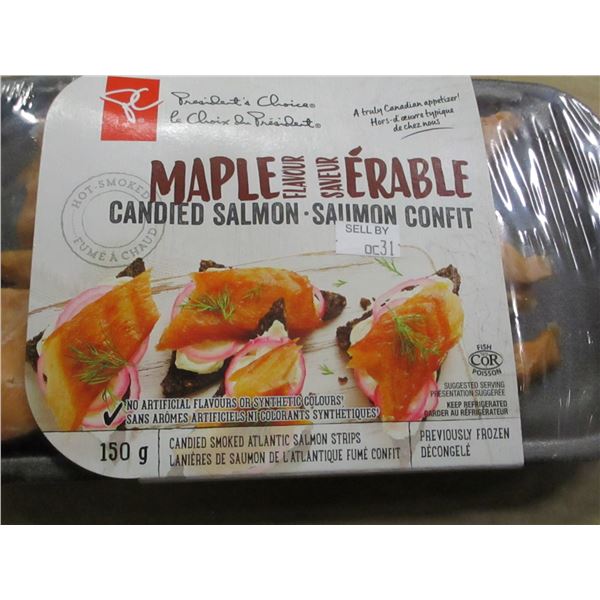 PC®
President's Choice®
le Choix du Président®
A truly Canadian appetizer!
Hors-d'œuvre typique
de chez nous
HOT-SMOKED
FUMÉ À CHAUD
MAPLE FLAVOUR SAVEUR ÉRABLE
CANDIED SALMON · SAUMON CONFIT
SELL BY
OC31
FISH
COR
POISSON
SUGGESTED SERVING
PRÉSENTATION SUGGÉRÉE
KEEP REFRIGERATED
GARDER AU RÉFRIGÉRATEUR
NO ARTIFICIAL FLAVOURS OR SYNTHETIC COLOURS
SANS ARÔMES ARTIFICIELS NI COLORANTS SYNTHÉTIQUES
150 g
CANDIED SMOKED ATLANTIC SALMON STRIPS
LANIÈRES DE SAUMON DE L'ATLANTIQUE FUMÉ CONFIT
PREVIOUSLY FROZEN
DÉCONGELÉ